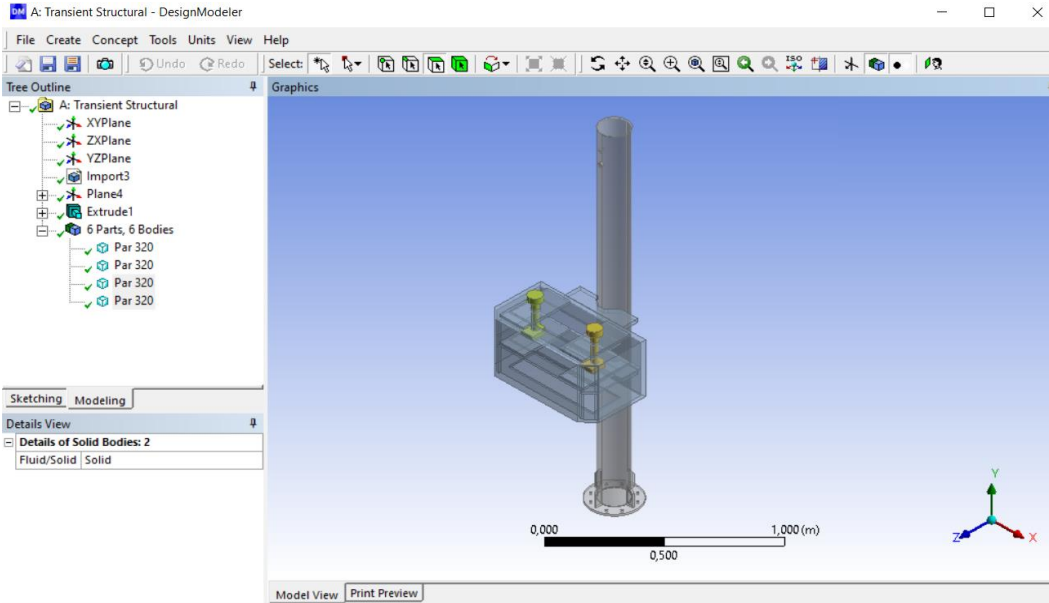 DM A: Transient Structural - DesignModeler
File Create Concept Tools Units View Help
Undo Redo Select: ISO
Tree Outline
Graphics
A: Transient Structural
XYPlane
ZXPlane
YZPlane
Import3
Plane4
Extrude1
6 Parts, 6 Bodies
Par 320
Par 320
Par 320
Par 320
Sketching Modeling
Details View
Details of Solid Bodies: 2
Fluid/Solid Solid
0,000 1,000 (m)
0,500
Y
Z X
Model View Print Preview